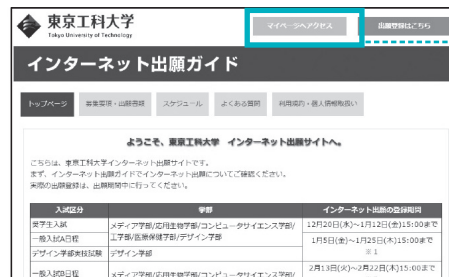 東京工科大学
Tokyo University of Technology
マイページへアクセス
出願登録はこちら
インターネット出願ガイド
トップページ
募集要項・出願書類
スケジュール
よくある質問
利用規約・個人情報取扱い
ようこそ、東京工科大学 インターネット出願サイトへ。
こちらは、東京工科大学インターネット出願サイトです。
まず、インターネット出願ガイドでインターネット出願についてご確認ください。
実際の出願登録は、出願期間中に行ってください。
入試区分 学部 インターネット出願の登録期間
奨学生入試 メディア学部/応用生物学部/コンピュータサイエンス学部/ 12月20日(水)~1月12日(金)15:00まで
一般入試A日程 工学部/医療保健学部/デザイン学部 1月5日(金)~1月25日(木)15:00まで
デザイン学部実技試験 デザイン学部 ※1
一般入試B日程 メディア学部/応用生物学部/コンピュータサイエンス学部/ 2月13日(火)~2月22日(木)15:00まで